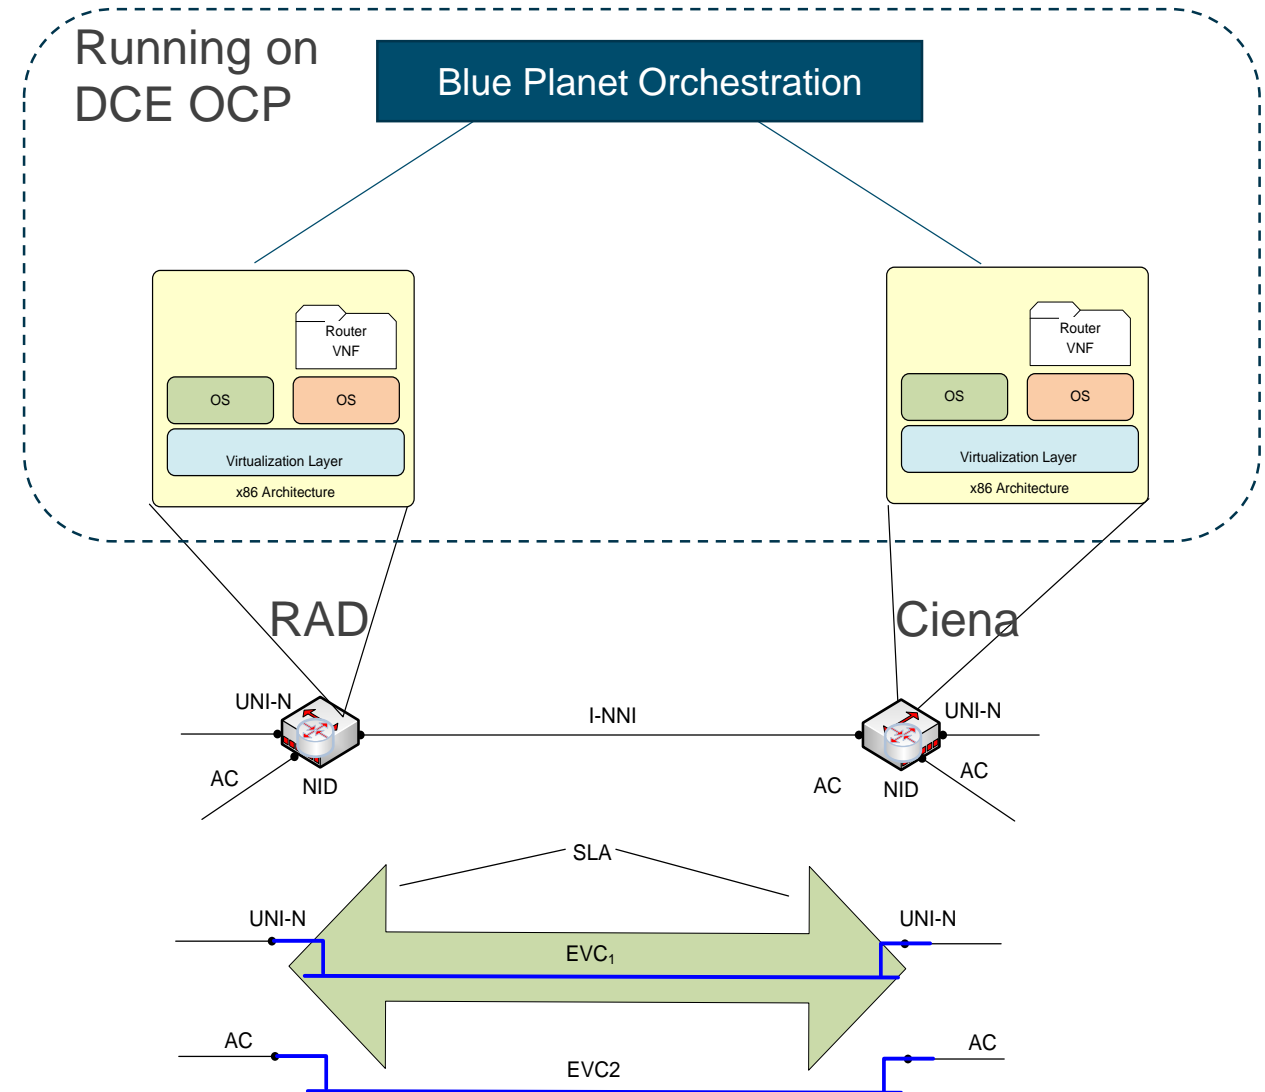 Running on
DCE OCP
Blue Planet Orchestration
Router
VNF
OS
OS
Virtualization Layer
x86 Architecture
Router
VNF
OS
OS
Virtualization Layer
x86 Architecture
RAD
Ciena
UNI-N
I-NNI
UNI-N
AC
NID
AC
NID
AC
SLA
UNI-N
UNI-N
EVC₁
AC
AC
EVC2